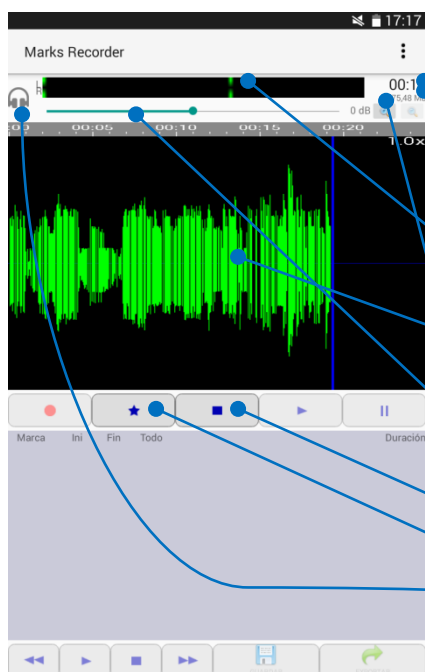 17:17
Marks Recorder
L
R
00:1
75,48 M
0 dB
:00 00:05 00:10 00:15 00:20
1.0x
Marca Ini Fin Todo Duración